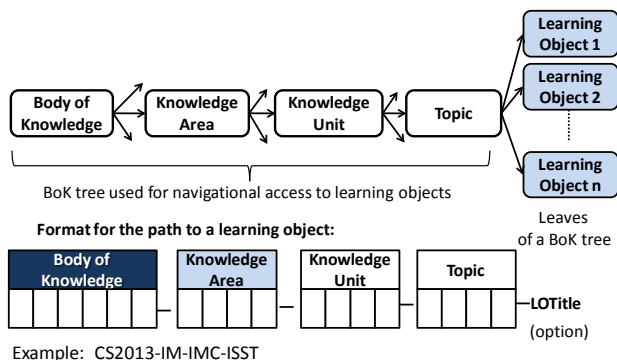 Learning
Object 1
Body of
Knowledge
Knowledge
Area
Knowledge
Unit
Topic
Learning
Object 2
Learning
Object n
BoK tree used for navigational access to learning objects
Leaves
of a BoK tree
Format for the path to a learning object:
Body of
Knowledge
Knowledge
Area
Knowledge
Unit
Topic
LOTitle
(option)
Example: CS2013-IM-IMC-ISST